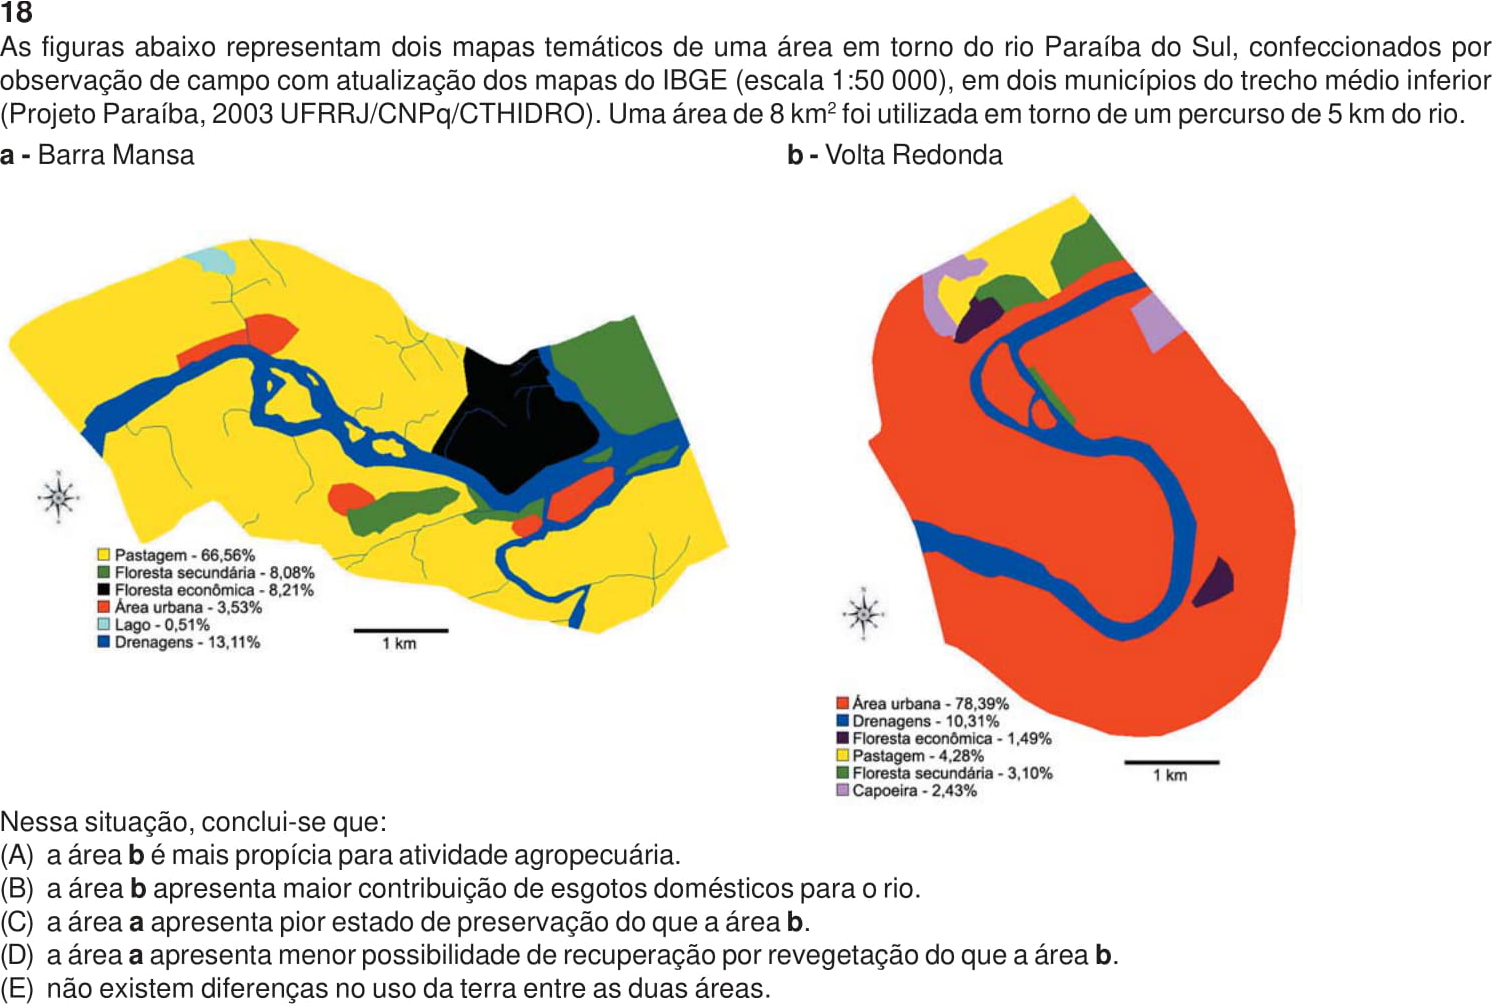 18
As figuras abaixo representam dois mapas temáticos de uma área em torno do rio Paraíba do Sul, confeccionados por
observação de campo com atualização dos mapas do IBGE (escala 1:50 000), em dois municípios do trecho médio inferior
(Projeto Paraíba, 2003 UFRRJ/CNPq/CTHIDRO). Uma área de 8 km² foi utilizada em torno de um percurso de 5 km do rio.
a - Barra Mansa
b - Volta Redonda
Pastagem - 66,56%
Floresta secundária - 8,08%
Floresta econômica - 8,21%
Área urbana - 3,53%
Lago - 0,51%
Drenagens - 13,11%
1 km
Área urbana - 78,39%
Drenagens - 10,31%
Floresta econômica - 1,49%
Pastagem - 4,28%
Floresta secundária - 3,10%
Capoeira - 2,43%
1 km
Nessa situação, conclui-se que:
(A) a área b é mais propícia para atividade agropecuária.
(B) a área b apresenta maior contribuição de esgotos domésticos para o rio.
(C) a área a apresenta pior estado de preservação do que a área b.
(D) a área a apresenta menor possibilidade de recuperação por revegetação do que a área b.
(E) não existem diferenças no uso da terra entre as duas áreas.